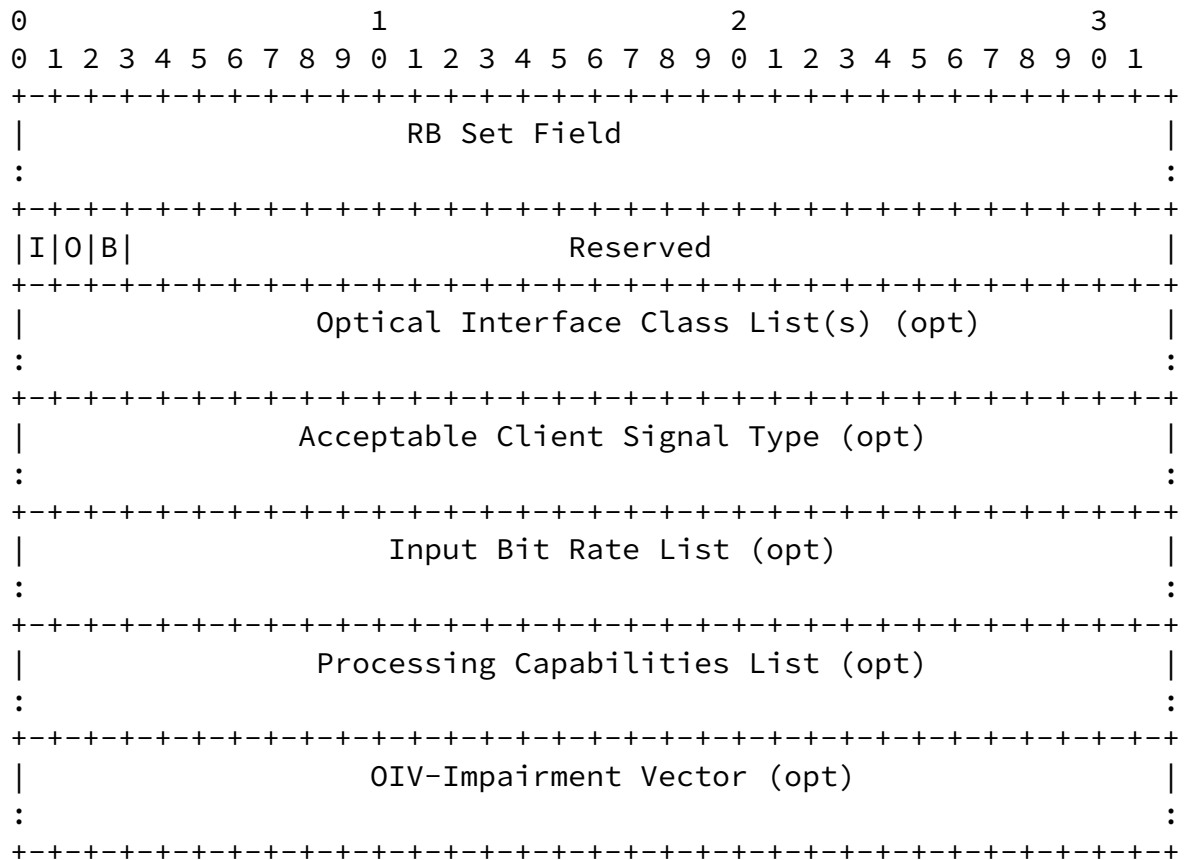 0                   1                   2                   3
0 1 2 3 4 5 6 7 8 9 0 1 2 3 4 5 6 7 8 9 0 1 2 3 4 5 6 7 8 9 0 1
+-+-+-+-+-+-+-+-+-+-+-+-+-+-+-+-+-+-+-+-+-+-+-+-+-+-+-+-+-+-+-+-+
|                     RB Set Field                              |
:                                                               :
+-+-+-+-+-+-+-+-+-+-+-+-+-+-+-+-+-+-+-+-+-+-+-+-+-+-+-+-+-+-+-+-+
|I|O|B|                        Reserved                         |
+-+-+-+-+-+-+-+-+-+-+-+-+-+-+-+-+-+-+-+-+-+-+-+-+-+-+-+-+-+-+-+-+
|                Optical Interface Class List(s) (opt)          |
:                                                               :
+-+-+-+-+-+-+-+-+-+-+-+-+-+-+-+-+-+-+-+-+-+-+-+-+-+-+-+-+-+-+-+-+
|               Acceptable Client Signal Type (opt)             |
:                                                               :
+-+-+-+-+-+-+-+-+-+-+-+-+-+-+-+-+-+-+-+-+-+-+-+-+-+-+-+-+-+-+-+-+
|                    Input Bit Rate List (opt)                  |
:                                                               :
+-+-+-+-+-+-+-+-+-+-+-+-+-+-+-+-+-+-+-+-+-+-+-+-+-+-+-+-+-+-+-+-+
|                Processing Capabilities List (opt)             |
:                                                               :
+-+-+-+-+-+-+-+-+-+-+-+-+-+-+-+-+-+-+-+-+-+-+-+-+-+-+-+-+-+-+-+-+
|                   OIV-Impairment Vector (opt)                 |
:                                                               :
+-+-+-+-+-+-+-+-+-+-+-+-+-+-+-+-+-+-+-+-+-+-+-+-+-+-+-+-+-+-+-+-+